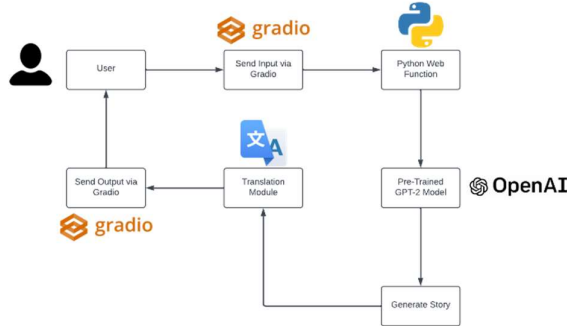 gradio
User
Send Input via
Gradio
Python Web
Function
文
A
Send Output via
Gradio
Translation
Module
Pre-Trained
GPT-2 Model
OpenAI
gradio
Generate Story